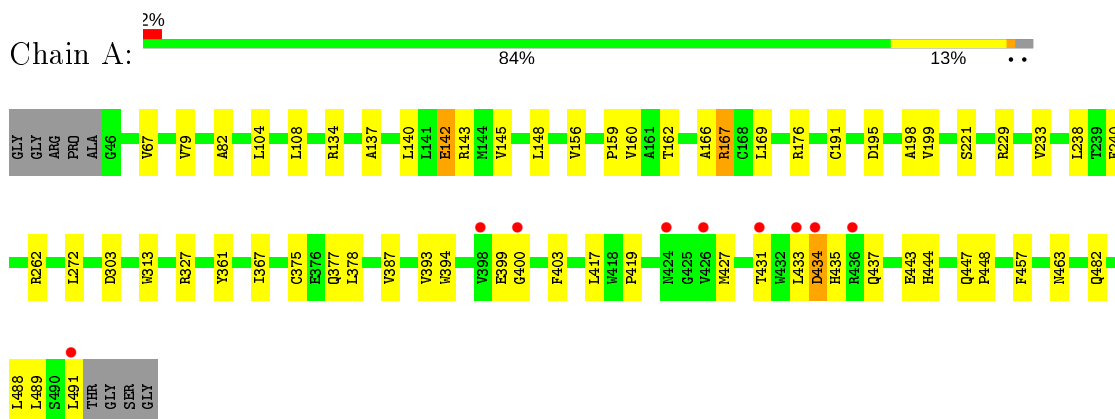 2%
Chain A: 84% 13% • •
GLY GLY ARG PRO ALA G46 V67 V79 A82 L104 L108 R134 A137 L140 L141 E142 R143 M144 V145 L148 V156 P159 V160 A161 T162 A166 R167 C168 L169 R176 C191 D195 A198 V199 S221 R229 V233 L238 T239
R262 L272 D303 W313 R327 Y361 I367 C375 E376 Q377 L378 V387 V393 W394 V398 E399 G400 F403 L417 W418 P419 N424 G425 V426 M427 T431 W432 L433 D434 H435 R436 Q437 E443 H444 Q447 P448 F457 N463 Q482
L488 L489 S490 L491 THR GLY SER GLY